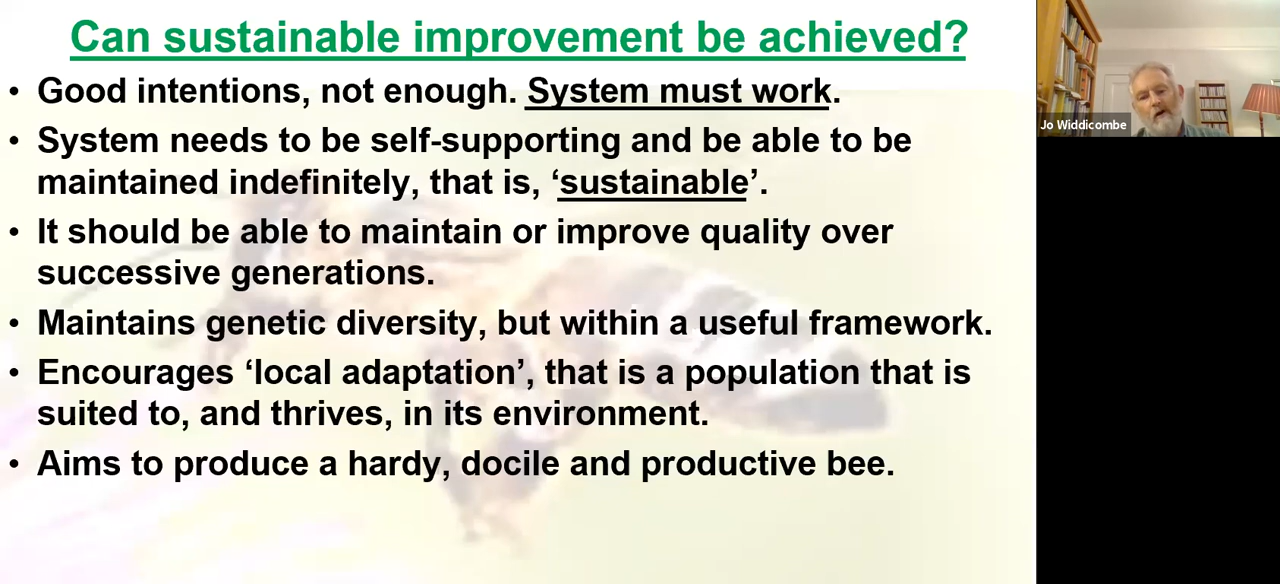 Can sustainable improvement be achieved?
• Good intentions, not enough. System must work.
• System needs to be self-supporting and be able to be
maintained indefinitely, that is, ‘sustainable’.
• It should be able to maintain or improve quality over
successive generations.
• Maintains genetic diversity, but within a useful framework.
• Encourages ‘local adaptation’, that is a population that is
suited to, and thrives, in its environment.
• Aims to produce a hardy, docile and productive bee.
Jo Widdicombe